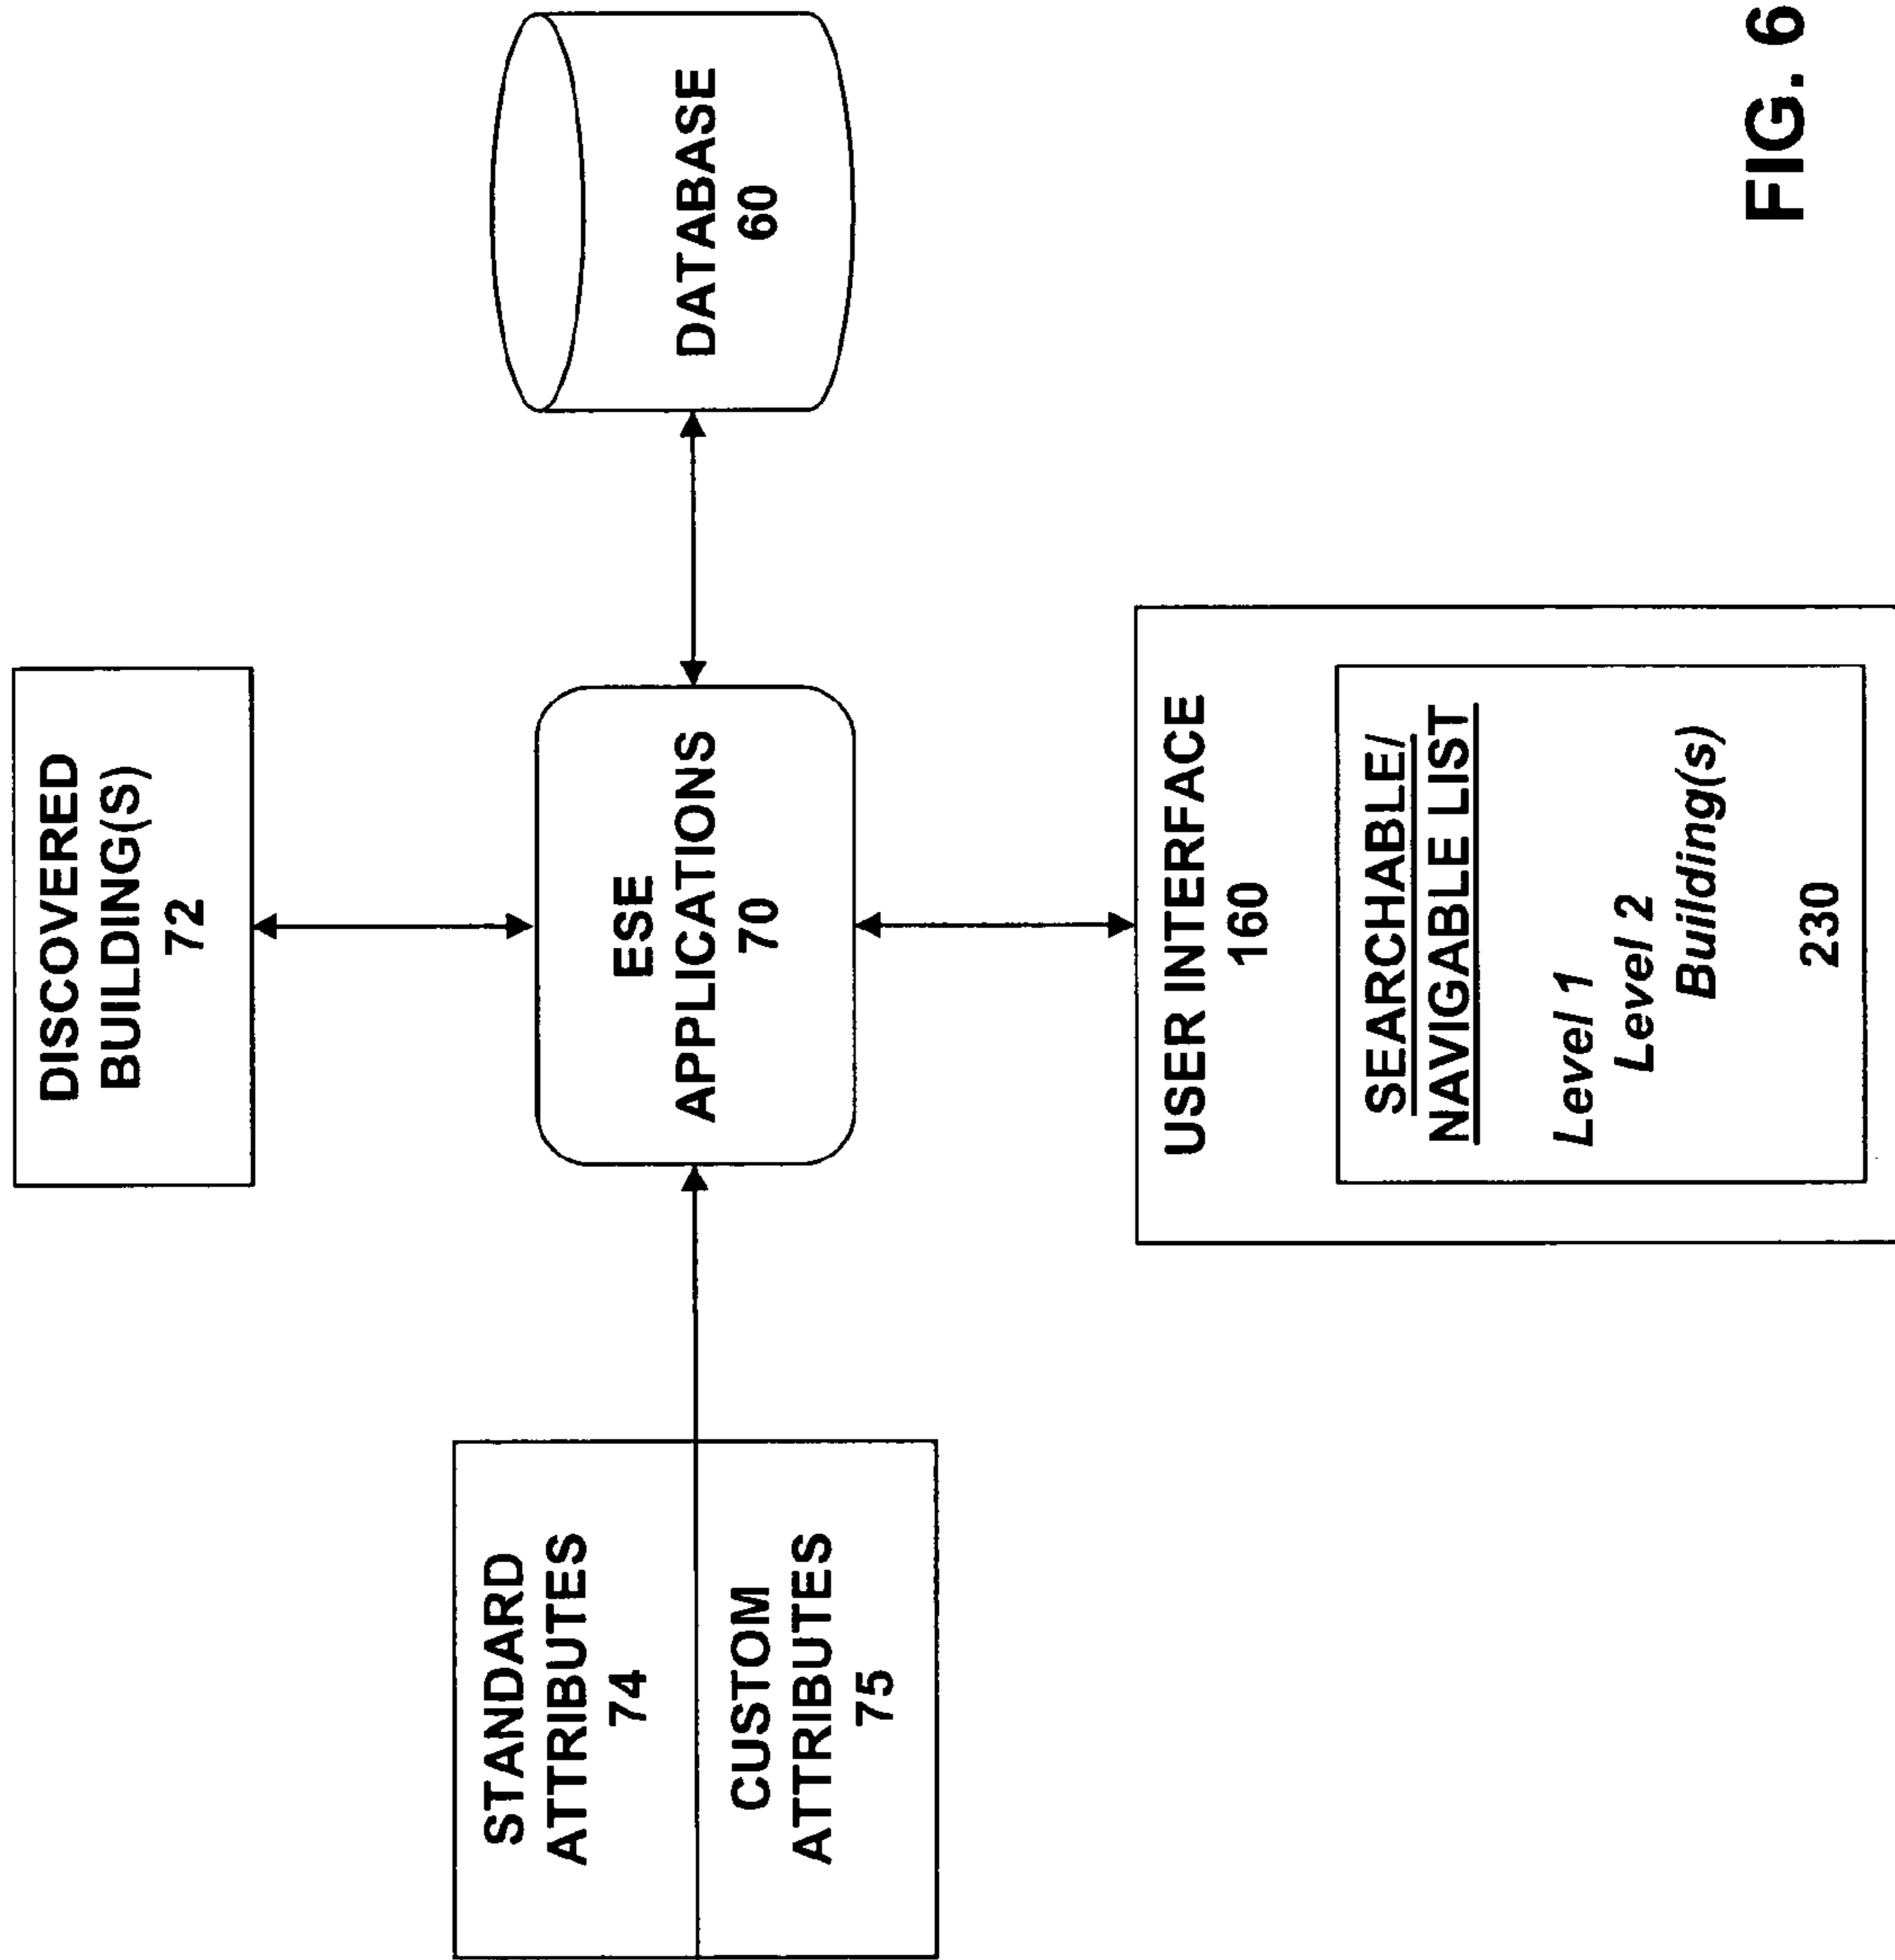 DISCOVERED
BUILDING(S)
72
STANDARD
ATTRIBUTES
74
CUSTOM
ATTRIBUTES
75
ESE
APPLICATIONS
70
DATABASE
60
USER INTERFACE
160
SEARCHABLE/
NAVIGABLE LIST
Level 1
Level 2
Building(s)
230
FIG. 6